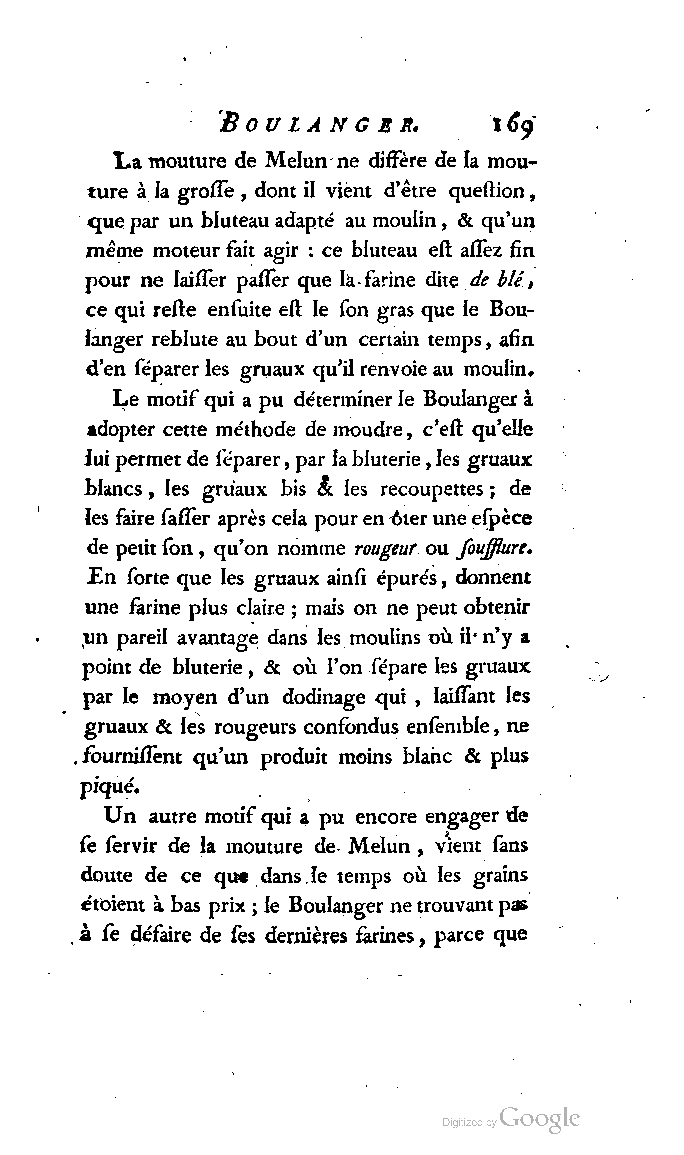 BOULANGER. 169
La mouture de Melun ne diffère de la mou-
ture à la groſſe, dont il vient d'être queſtion,
que par un bluteau adapté au moulin, & qu'un
même moteur fait agir : ce bluteau eſt aſſez fin
pour ne laiſſer paſſer que la farine dite de blé,
ce qui reſte enſuite eſt le ſon gras que le Bou-
langer reblute au bout d'un certain temps, afin
d'en ſéparer les gruaux qu'il renvoie au moulin.
Le motif qui a pu déterminer le Boulanger à
adopter cette méthode de moudre, c'eſt qu'elle
lui permet de ſéparer, par la bluterie, les gruaux
blancs, les gruaux bis & les recoupettes; de
les faire ſaſſer après cela pour en ôter une eſpèce
de petit ſon, qu'on nomme rougeur ou ſoufflure.
En ſorte que les gruaux ainſi épurés, donnent
une farine plus claire ; mais on ne peut obtenir
un pareil avantage dans les moulins où il n'y a
point de bluterie, & où l'on ſépare les gruaux
par le moyen d'un dodinage qui, laiſſant les
gruaux & les rougeurs confondus enſemble, ne
fourniſſent qu'un produit moins blanc & plus
piqué.
Un autre motif qui a pu encore engager de
ſe ſervir de la mouture de Melun, vient ſans
doute de ce que dans le temps où les grains
étoient à bas prix ; le Boulanger ne trouvant pas
à ſe défaire de ſes dernières farines, parce que
Digitized by Google